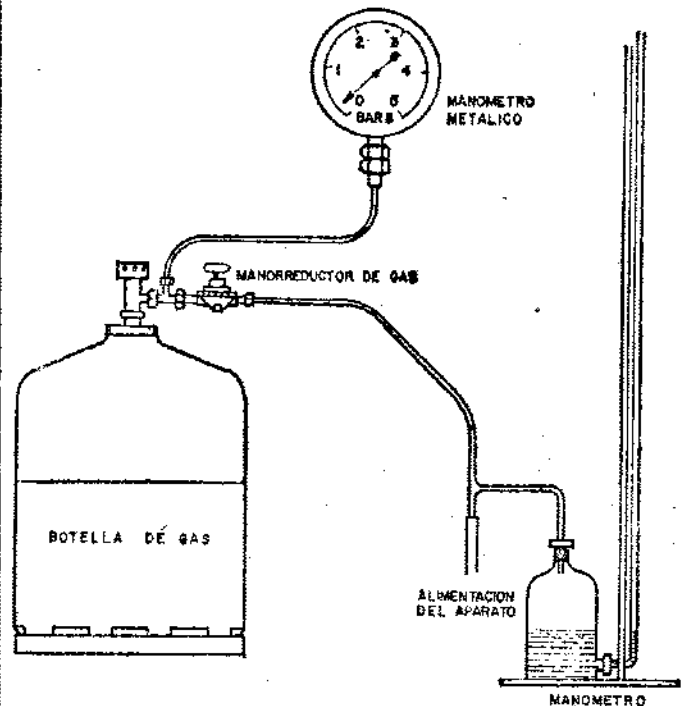 0 1 2 3 4 5
BARS
MANOMETRO
METALICO
MANORREDUCTOR DE GAS
BOTELLA DE GAS
ALIMENTACION
DEL APARATO
MANOMETRO